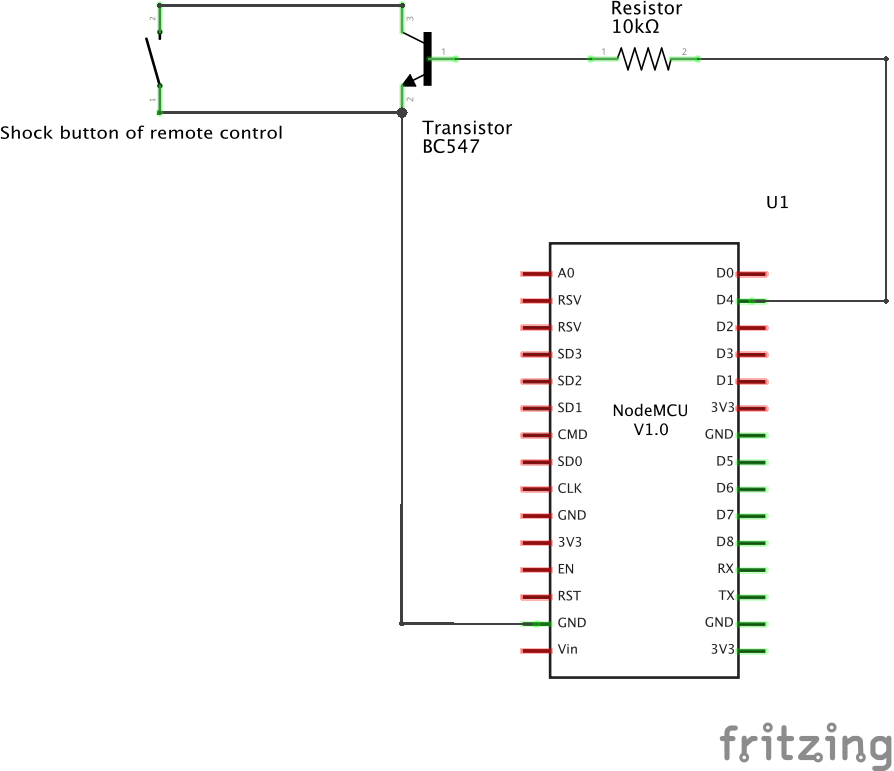 Resistor
10kΩ
2
3
1
1
2
1
2
Shock button of remote control
Transistor
BC547
U1
A0
RSV
RSV
SD3
SD2
SD1
CMD
SD0
CLK
GND
3V3
EN
RST
GND
Vin
NodeMCU
V1.0
D0
D4
D2
D3
D1
3V3
GND
D5
D6
D7
D8
RX
TX
GND
3V3
fritzing